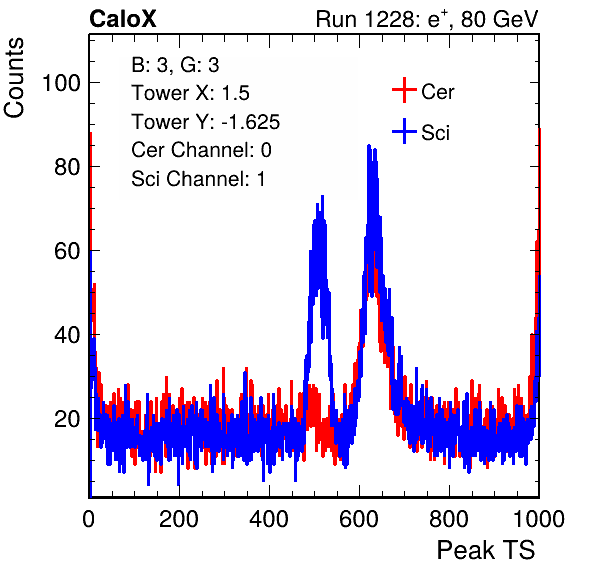 CaloX
Run 1228: e+, 80 GeV
Counts
B: 3, G: 3
Tower X: 1.5
Tower Y: -1.625
Cer Channel: 0
Sci Channel: 1
Cer
Sci
100
80
60
40
20
0 200 400 600 800 1000
Peak TS